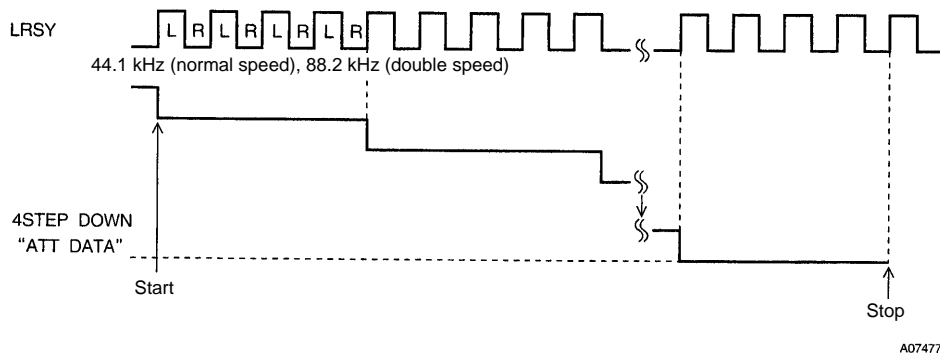 LRSY
L R L R L R L R
44.1 kHz (normal speed), 88.2 kHz (double speed)
4STEP DOWN
"ATT DATA"
Start
Stop
A07477